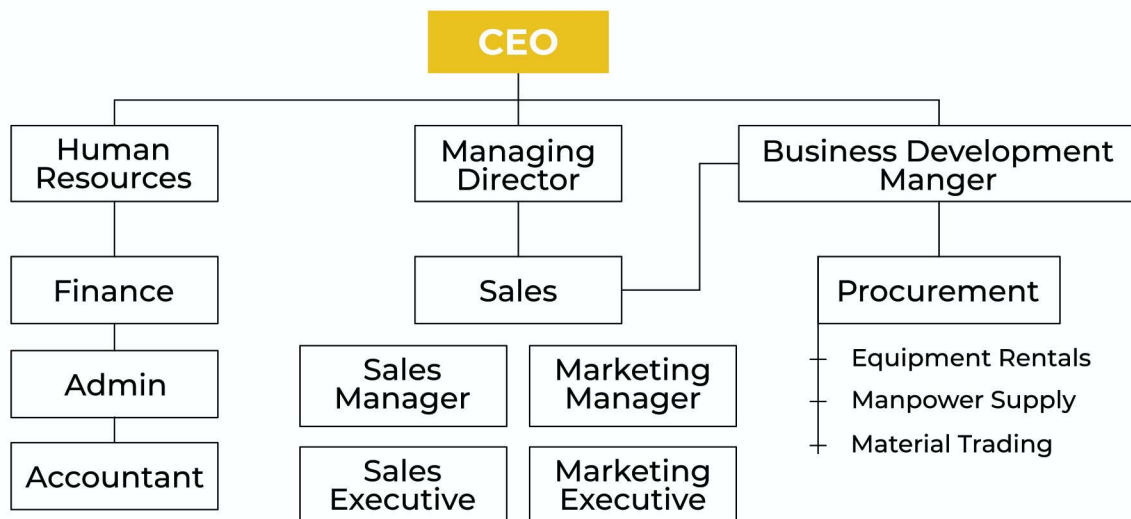 CEO
Human
Resources
Managing
Director
Business Development
Manger
Finance
Sales
Procurement
Admin
Sales
Manager
Marketing
Manager
Equipment Rentals
Manpower Supply
Material Trading
Accountant
Sales
Executive
Marketing
Executive